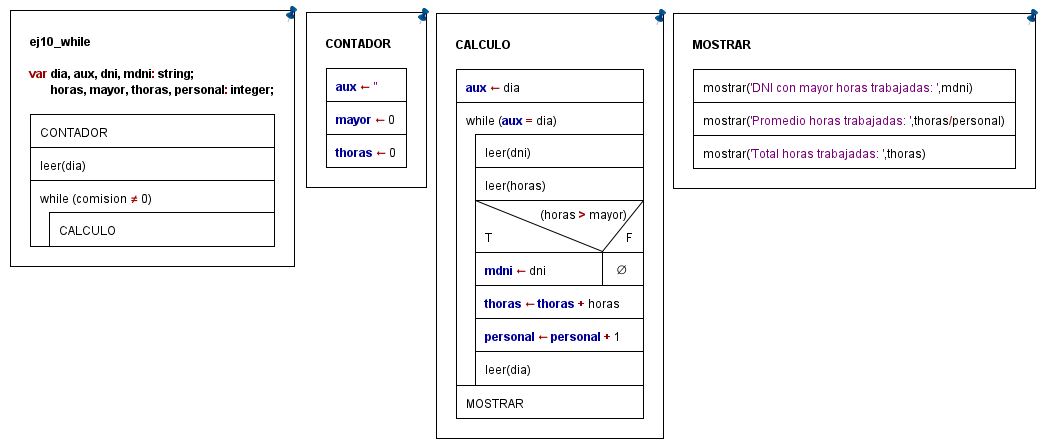 ej10_while
var dia, aux, dni, mdni: string;
horas, mayor, thoras, personal: integer;
CONTADOR
leer(dia)
while (comision ≠ 0)
CALCULO
CONTADOR
aux ← ''
mayor ← 0
thoras ← 0
CALCULO
aux ← dia
while (aux = dia)
leer(dni)
leer(horas)
(horas > mayor)
T F
mdni ← dni
∅
thoras ← thoras + horas
personal ← personal + 1
leer(dia)
MOSTRAR
MOSTRAR
mostrar('DNI con mayor horas trabajadas: ',mdni)
mostrar('Promedio horas trabajadas: ',thoras/personal)
mostrar('Total horas trabajadas: ',thoras)